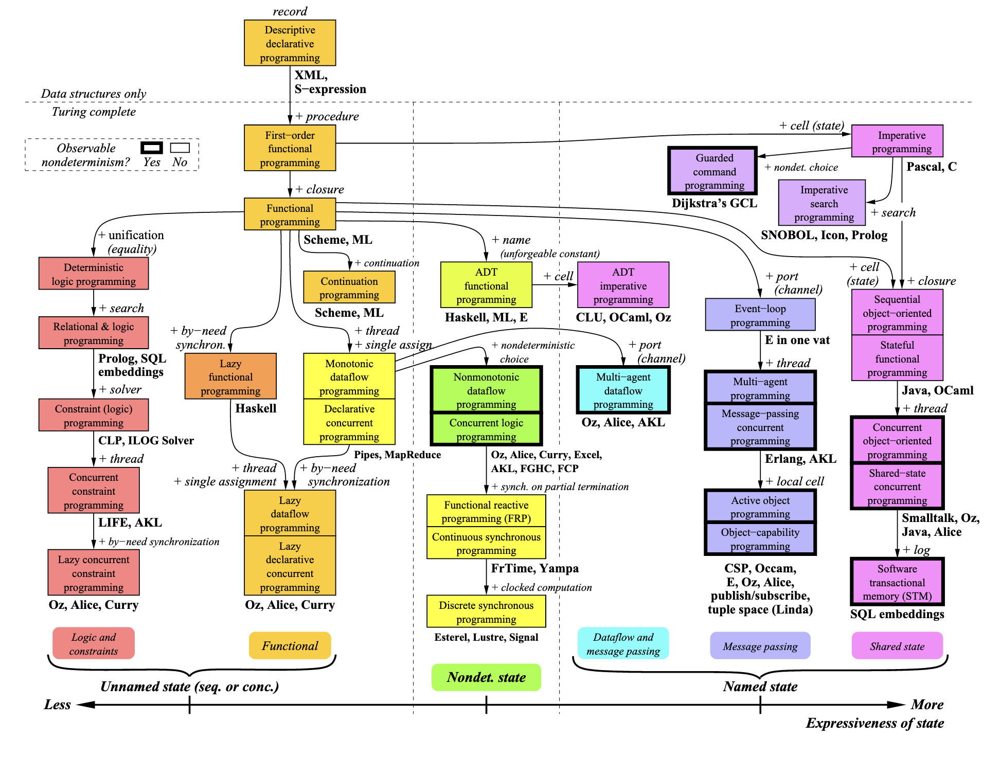 record
Descriptive
declarative
programming
XML,
S−expression
Data structures only
Turing complete
+ procedure
Observable
nondeterminism?
Yes
No
First−order
functional
programming
+ cell (state)
Imperative
programming
Pascal, C
Guarded
command
programming
+ nondet. choice
Dijkstra’s GCL
Imperative
search
programming
+ search
SNOBOL, Icon, Prolog
+ closure
Functional
programming
Scheme, ML
+ unification
(equality)
Deterministic
logic programming
+ search
Relational & logic
programming
Prolog, SQL
embeddings
+ solver
Constraint (logic)
programming
CLP, ILOG Solver
+ thread
Concurrent
constraint
programming
LIFE, AKL
+ by−need synchronization
Lazy concurrent
constraint
programming
Oz, Alice, Curry
+ continuation
Continuation
programming
Scheme, ML
+ by−need
synchron.
Lazy
functional
programming
Haskell
+ thread
+ single assign.
Monotonic
dataflow
programming
Declarative
concurrent
programming
Pipes, MapReduce
+ thread
+ single assignment
+ by−need
synchronization
Lazy
dataflow
programming
Lazy
declarative
concurrent
programming
Oz, Alice, Curry
+ name
(unforgeable constant)
ADT
functional
programming
Haskell, ML, E
+ cell
ADT
imperative
programming
CLU, OCaml, Oz
+ nondeterministic
choice
Nonmonotonic
dataflow
programming
Concurrent logic
programming
Oz, Alice, Curry, Excel,
AKL, FGHC, FCP
+ synch. on partial termination
Functional reactive
programming (FRP)
Continuous synchronous
programming
FrTime, Yampa
+ clocked computation
Discrete synchronous
programming
Esterel, Lustre, Signal
+ port
(channel)
Multi−agent
dataflow
programming
Oz, Alice, AKL
+ port
(channel)
Event−loop
programming
E in one vat
+ thread
Multi−agent
programming
Message−passing
concurrent
programming
Erlang, AKL
+ local cell
Active object
programming
Object−capability
programming
CSP, Occam,
E, Oz, Alice,
publish/subscribe,
tuple space (Linda)
+ cell
(state)
+ closure
Sequential
object−oriented
programming
Stateful
functional
programming
Java, OCaml
+ thread
Concurrent
object−oriented
programming
Shared−state
concurrent
programming
Smalltalk, Oz,
Java, Alice
+ log
Software
transactional
memory (STM)
SQL embeddings
Logic and
constraints
Functional
Dataflow and
message passing
Message passing
Shared state
Unnamed state (seq. or conc.)
Nondet. state
Named state
Less
More
Expressiveness of state